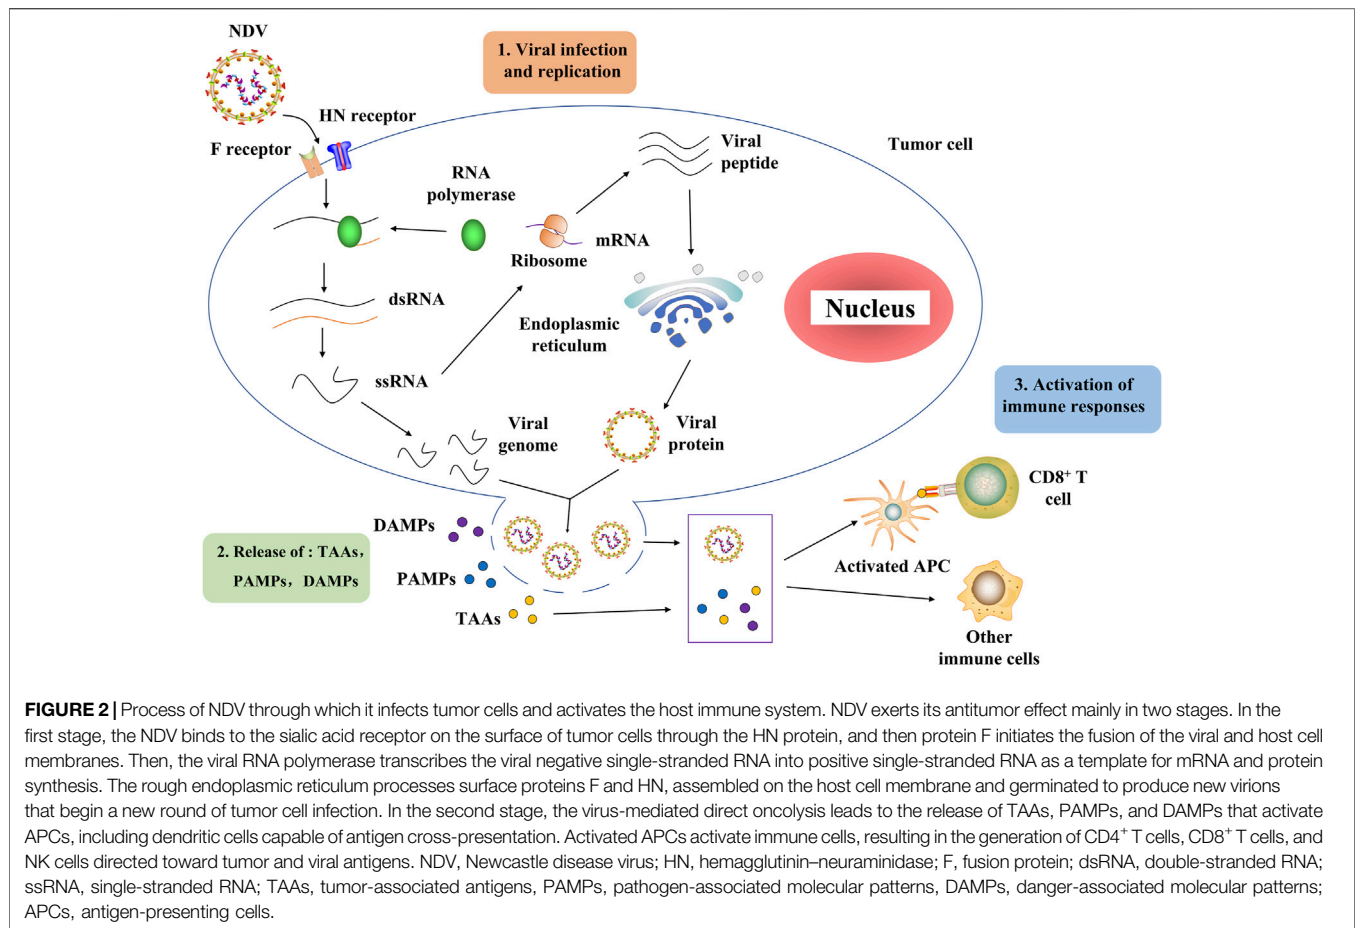 NDV
1. Viral infection
and replication
HN receptor
F receptor
Tumor cell
Viral
peptide
RNA
polymerase
mRNA
Ribosome
dsRNA
Endoplasmic
reticulum
Nucleus
ssRNA
3. Activation of
immune responses
Viral
genome
Viral
protein
CD8⁺ T
cell
DAMPs
2. Release of : TAAs,
PAMPs, DAMPs
PAMPs
Activated APC
TAAs
Other
immune cells
FIGURE 2 | Process of NDV through which it infects tumor cells and activates the host immune system. NDV exerts its antitumor effect mainly in two stages. In the
first stage, the NDV binds to the sialic acid receptor on the surface of tumor cells through the HN protein, and then protein F initiates the fusion of the viral and host cell
membranes. Then, the viral RNA polymerase transcribes the viral negative single-stranded RNA into positive single-stranded RNA as a template for mRNA and protein
synthesis. The rough endoplasmic reticulum processes surface proteins F and HN, assembled on the host cell membrane and germinated to produce new virions
that begin a new round of tumor cell infection. In the second stage, the virus-mediated direct oncolysis leads to the release of TAAs, PAMPs, and DAMPs that activate
APCs, including dendritic cells capable of antigen cross-presentation. Activated APCs activate immune cells, resulting in the generation of CD4⁺ T cells, CD8⁺ T cells, and
NK cells directed toward tumor and viral antigens. NDV, Newcastle disease virus; HN, hemagglutinin–neuraminidase; F, fusion protein; dsRNA, double-stranded RNA;
ssRNA, single-stranded RNA; TAAs, tumor-associated antigens, PAMPs, pathogen-associated molecular patterns, DAMPs, danger-associated molecular patterns;
APCs, antigen-presenting cells.